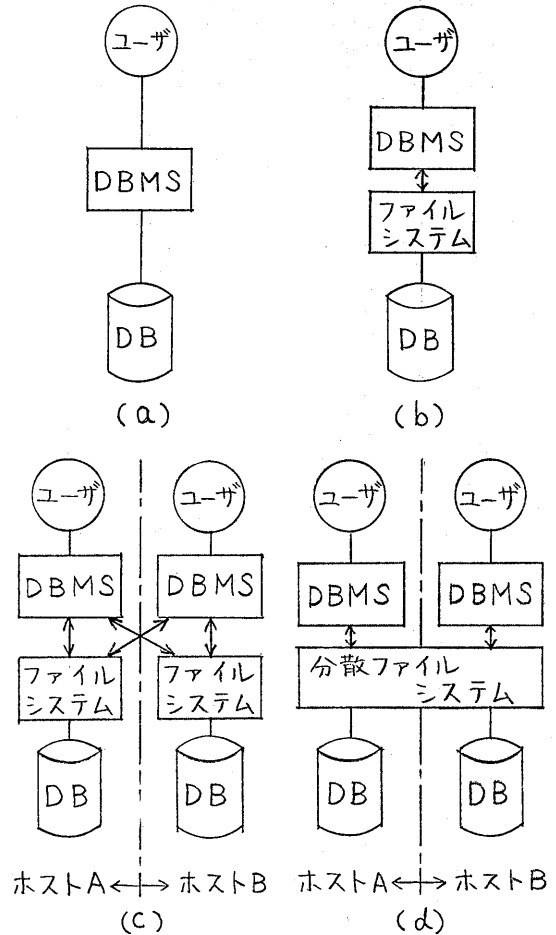 ユーザ
DBMS
DB
(a)
ユーザ
DBMS
ファイル
システム
DB
(b)
ユーザ
DBMS
ファイル
システム
DB
ユーザ
DBMS
ファイル
システム
DB
ホストA↔ホストB
(c)
ユーザ
DBMS
ユーザ
DBMS
分散ファイル
システム
DB
DB
ホストA↔ホストB
(d)